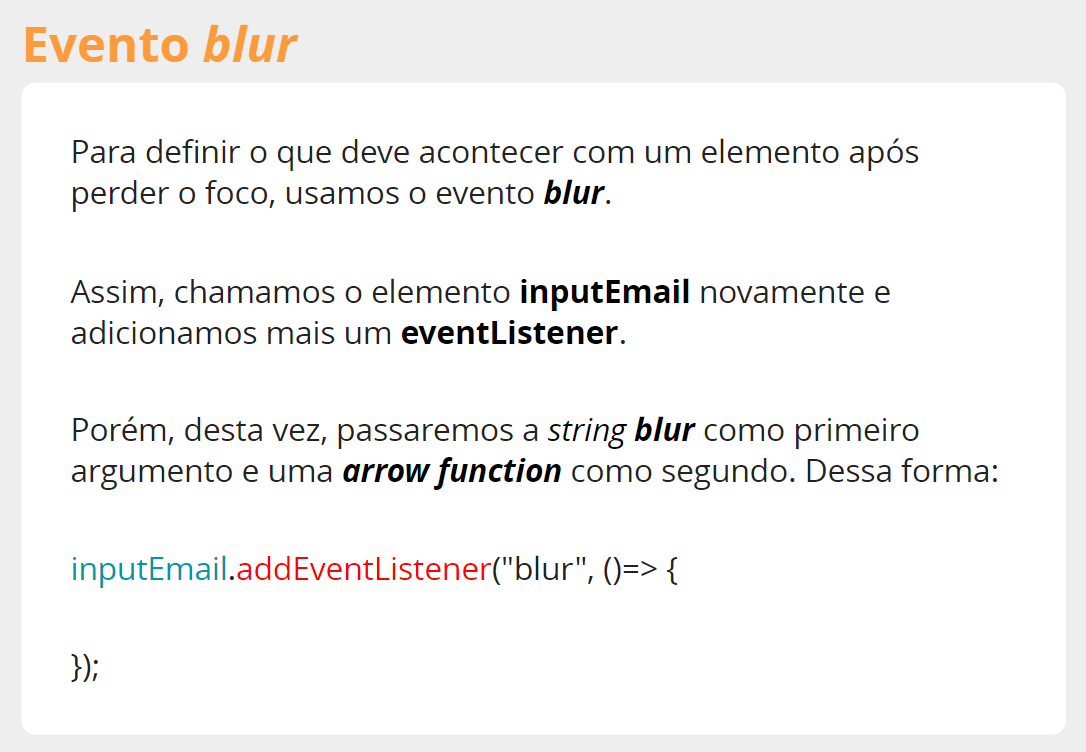 Evento blur
Para definir o que deve acontecer com um elemento após
perder o foco, usamos o evento blur.
Assim, chamamos o elemento inputEmail novamente e
adicionamos mais um eventListener.
Porém, desta vez, passaremos a string blur como primeiro
argumento e uma arrow function como segundo. Dessa forma:
inputEmail.addEventListener("blur", ()=> {
});